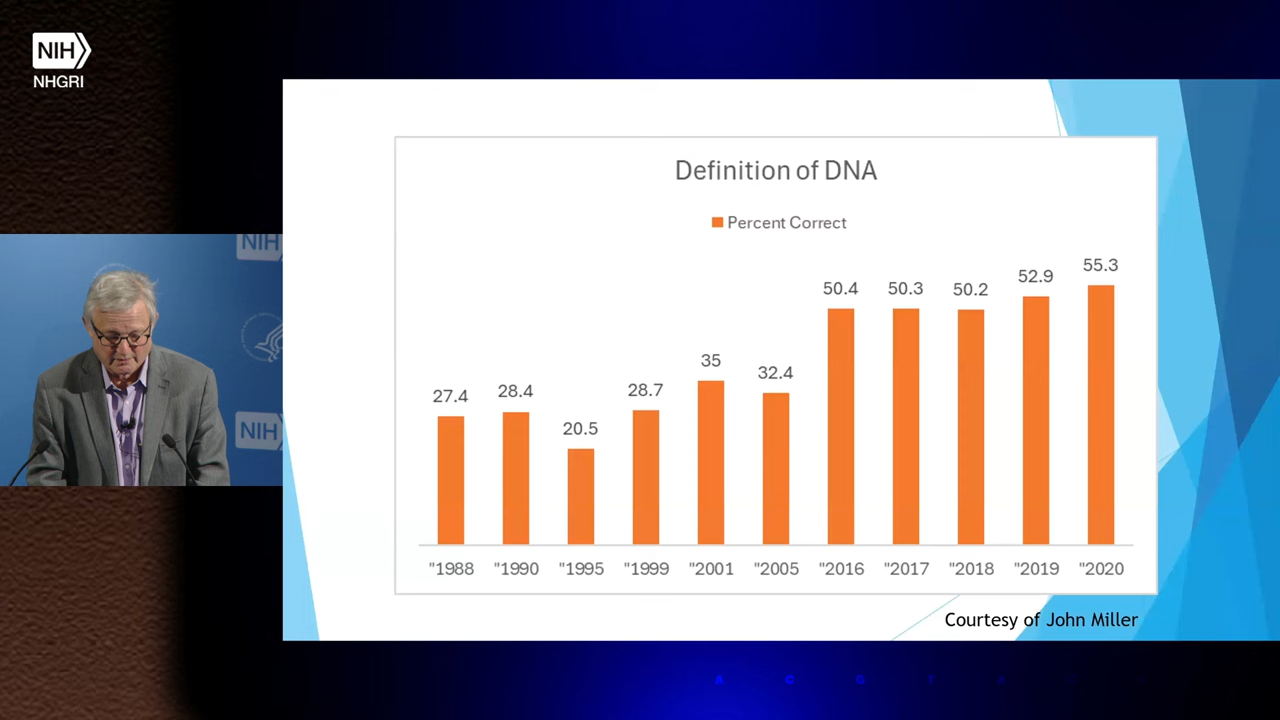 NIH
NHGRI
NIH
NIH
Definition of DNA
Percent Correct
27.4
28.4
20.5
28.7
35
32.4
50.4
50.3
50.2
52.9
55.3
"1988 "1990 "1995 "1999 "2001 "2005 "2016 "2017 "2018 "2019 "2020
Courtesy of John Miller
A C G T